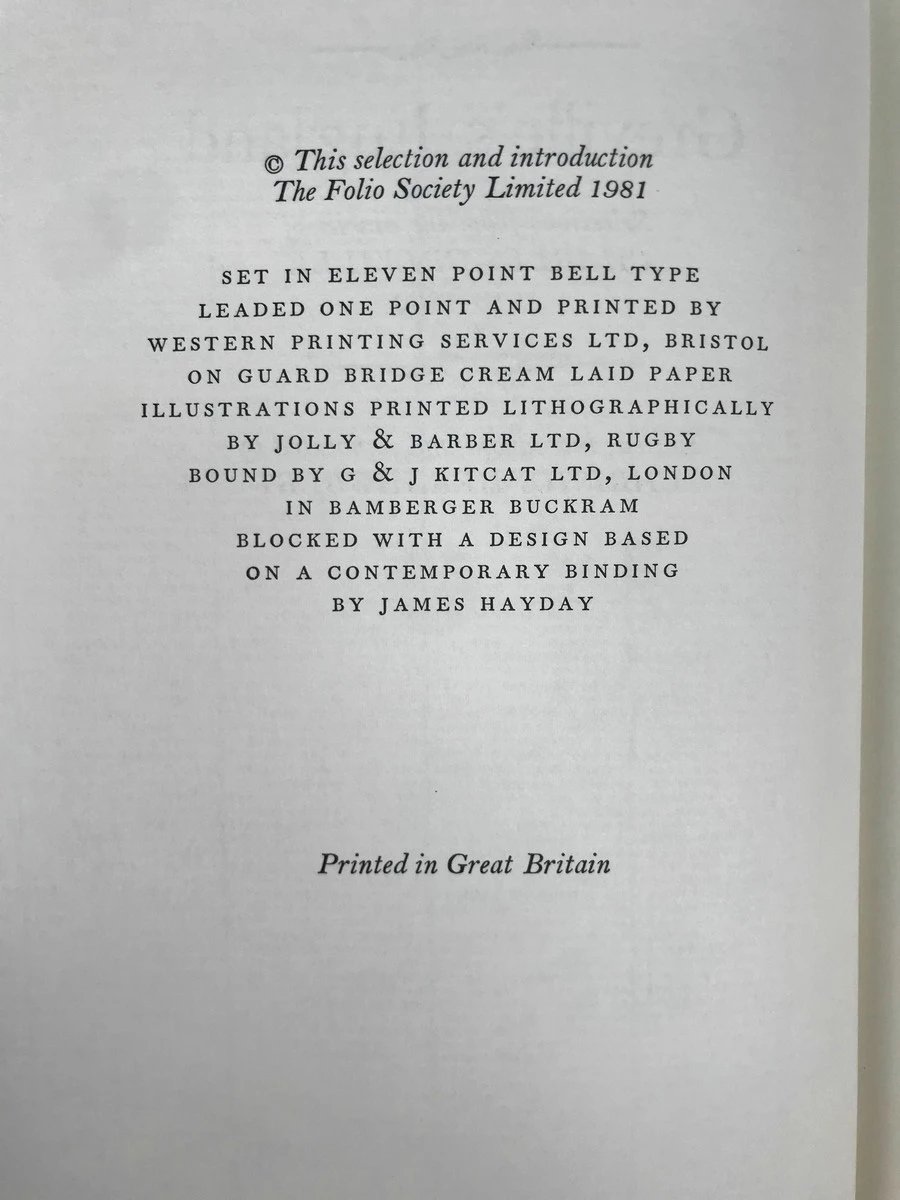 © This selection and introduction
The Folio Society Limited 1981
SET IN ELEVEN POINT BELL TYPE
LEADED ONE POINT AND PRINTED BY
WESTERN PRINTING SERVICES LTD, BRISTOL
ON GUARD BRIDGE CREAM LAID PAPER
ILLUSTRATIONS PRINTED LITHOGRAPHICALLY
BY JOLLY & BARBER LTD, RUGBY
BOUND BY G & J KITCAT LTD, LONDON
IN BAMBERGER BUCKRAM
BLOCKED WITH A DESIGN BASED
ON A CONTEMPORARY BINDING
BY JAMES HAYDAY
Printed in Great Britain